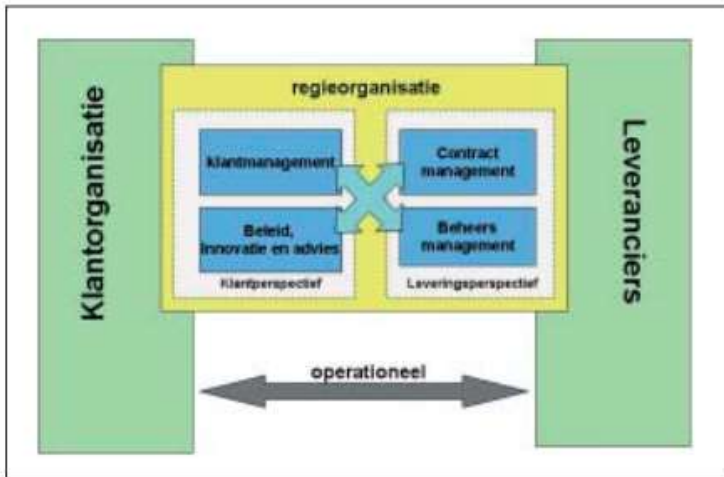 Klantorganisatie
regieorganisatie
klantmanagement
Beleid,
Innovatie en advies
Klantperspectief
Contract
management
Beheers
management
Leveringsperspectief
Leveranciers
operationeel